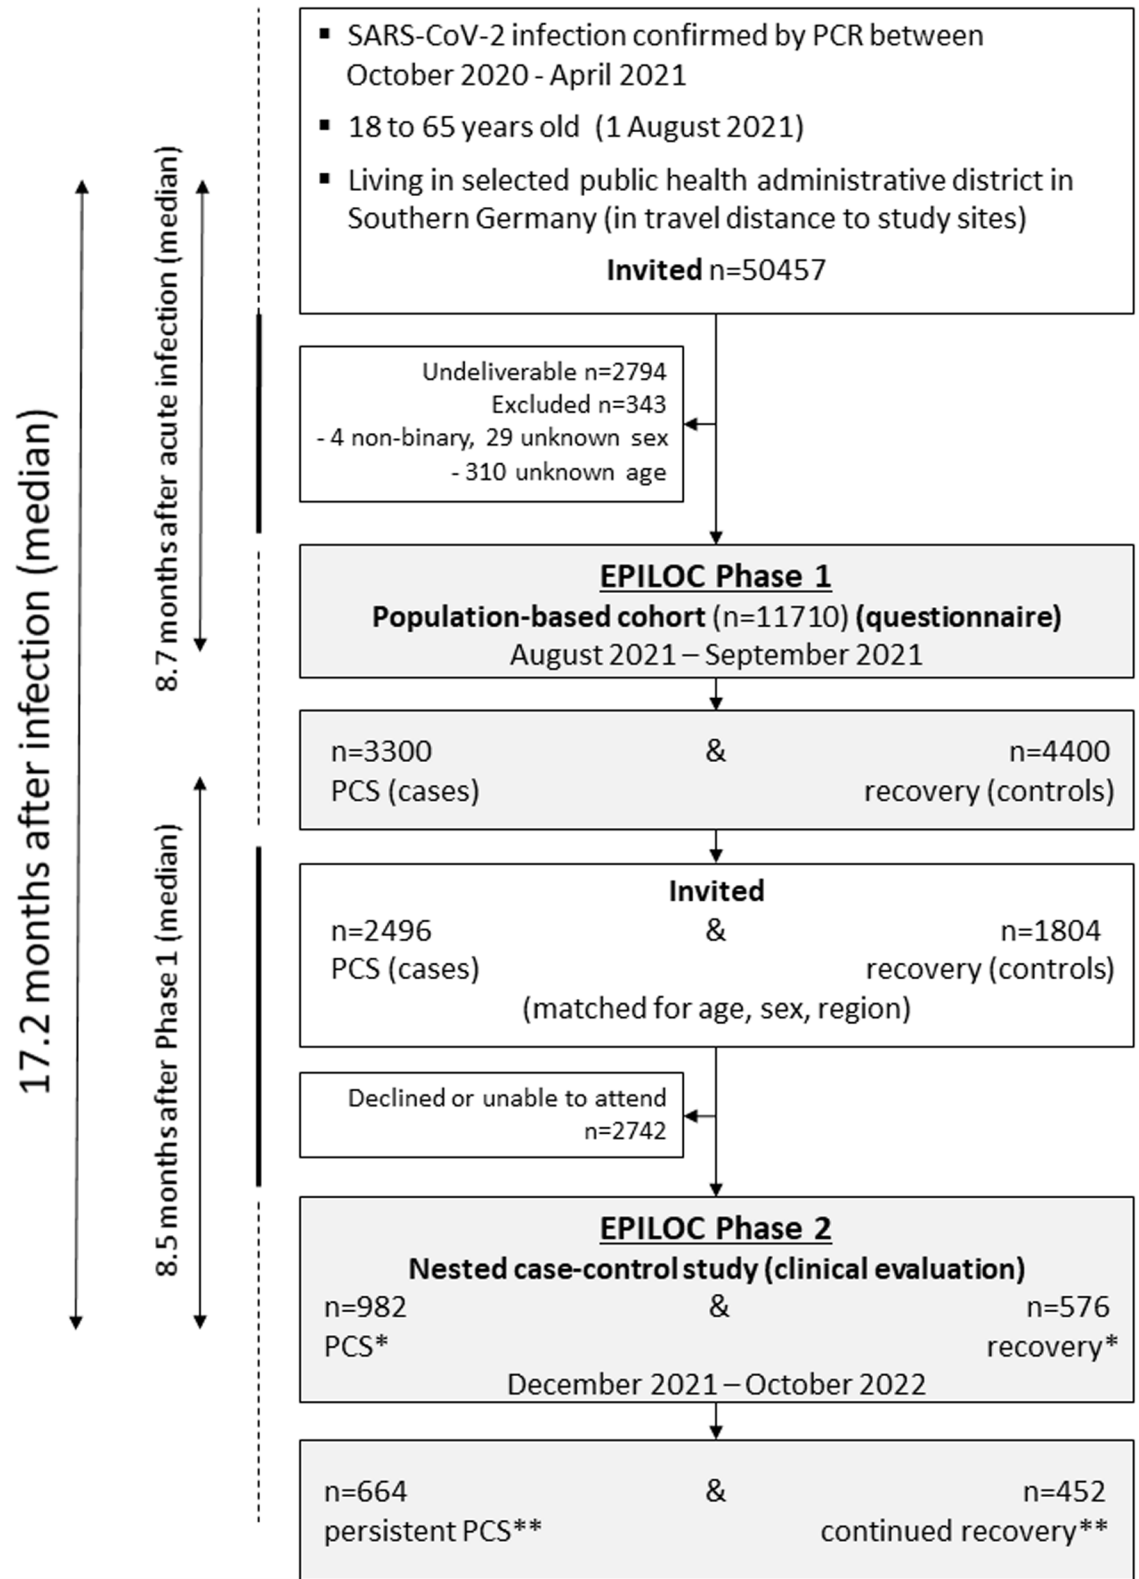 ▪ SARS-CoV-2 infection confirmed by PCR between
October 2020 - April 2021
▪ 18 to 65 years old (1 August 2021)
▪ Living in selected public health administrative district in
Southern Germany (in travel distance to study sites)
Invited n=50457
Undeliverable n=2794
Excluded n=343
- 4 non-binary, 29 unknown sex
- 310 unknown age
EPILOC Phase 1
Population-based cohort (n=11710) (questionnaire)
August 2021 – September 2021
n=3300 & n=4400
PCS (cases) recovery (controls)
Invited
n=2496 & n=1804
PCS (cases) recovery (controls)
(matched for age, sex, region)
Declined or unable to attend
n=2742
EPILOC Phase 2
Nested case-control study (clinical evaluation)
n=982 & n=576
PCS* recovery*
December 2021 – October 2022
n=664 & n=452
persistent PCS** continued recovery**
17.2 months after infection (median)
8.7 months after acute infection (median)
8.5 months after Phase 1 (median)